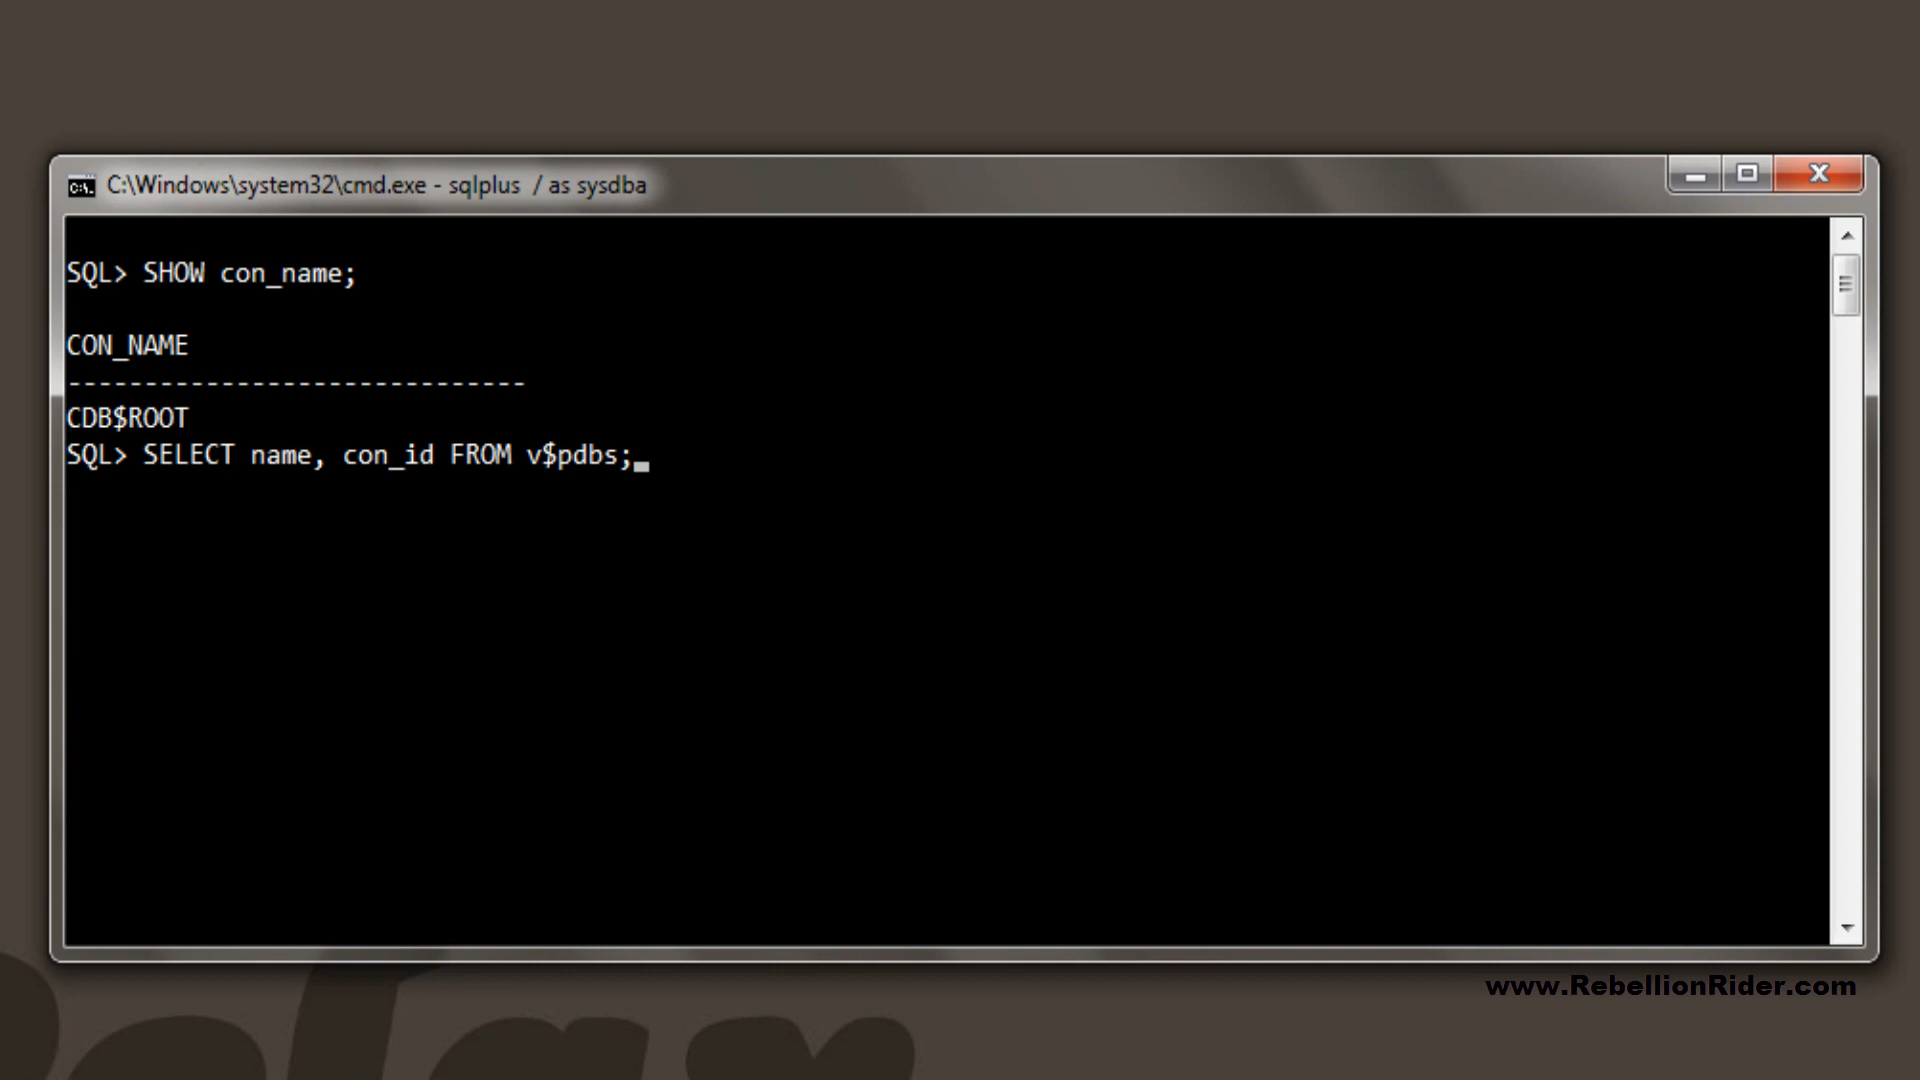 C:\Windows\system32\cmd.exe - sqlplus / as sysdba
SQL> SHOW con_name;
CON_NAME
------------------------------
CDB$ROOT
SQL> SELECT name, con_id FROM v$pdbs;
www.RebellionRider.com